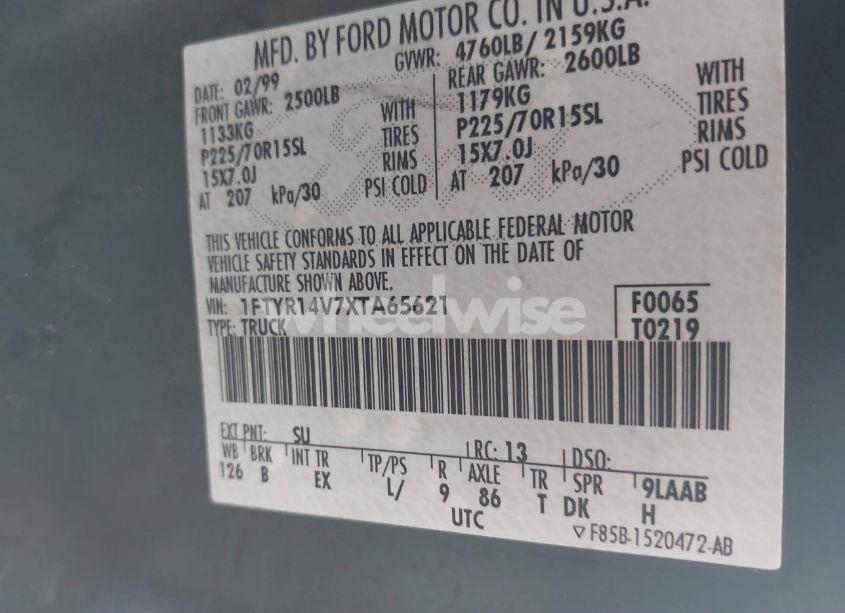 MFD. BY FORD MOTOR CO. IN U.S.A.
DATE: 02/99 GVWR: 4760LB/ 2159KG
FRONT GAWR: 2500LB REAR GAWR: 2600LB
1133KG WITH 1179KG WITH
P225/70R15SL TIRES P225/70R15SL TIRES
15X7.0J RIMS 15X7.0J RIMS
AT 207 kPa/30 PSI COLD AT 207 kPa/30 PSI COLD
THIS VEHICLE CONFORMS TO ALL APPLICABLE FEDERAL MOTOR
VEHICLE SAFETY STANDARDS IN EFFECT ON THE DATE OF
MANUFACTURE SHOWN ABOVE.
VIN: 1FTYR14V7XTA65621 F0065
TYPE: TRUCK T0219
wheelwise
EXT PNT: SU RC: 13 DSO:
WB BRK INT TR TP/PS R AXLE TR SPR 9LAAB
126 B EX L/ 9 86 T DK H
UTC
▽ F85B-1520472-AB